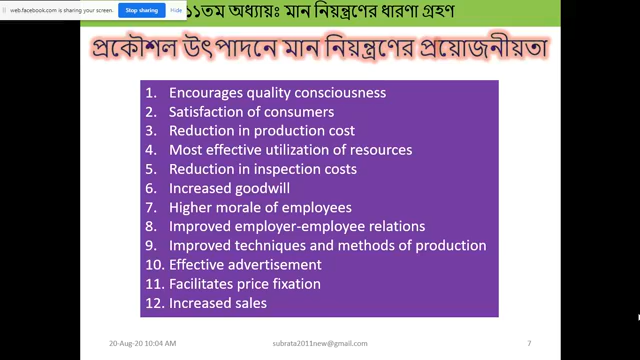 web.facebook.com is sharing your screen. Stop sharing Hide
১১তম অধ্যায়ঃ মান নিয়ন্ত্রণের ধারণা গ্রহণ
প্রকৌশল উৎপাদনে মান নিয়ন্ত্রণের প্রয়োজনীয়তা
1. Encourages quality consciousness
2. Satisfaction of consumers
3. Reduction in production cost
4. Most effective utilization of resources
5. Reduction in inspection costs
6. Increased goodwill
7. Higher morale of employees
8. Improved employer-employee relations
9. Improved techniques and methods of production
10. Effective advertisement
11. Facilitates price fixation
12. Increased sales
20-Aug-20 10:04 AM subrata2011new@gmail.com 7